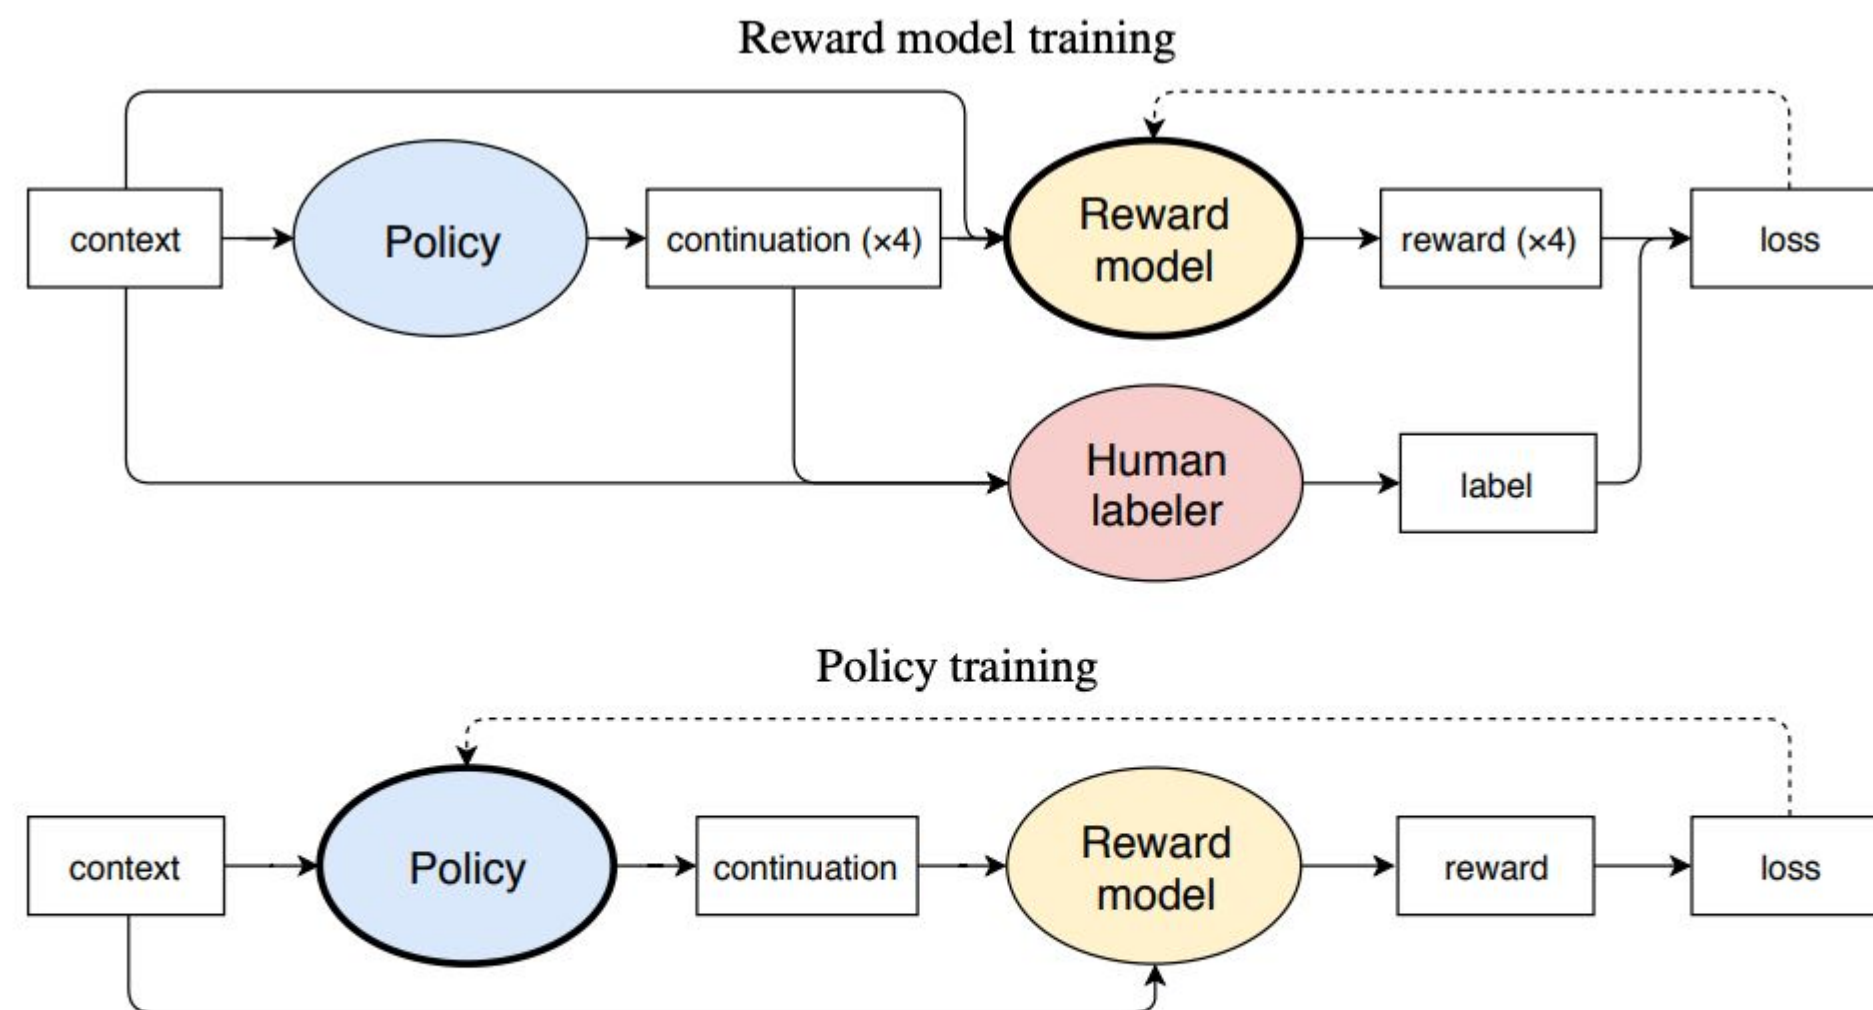 Reward model training
context
Policy
continuation (×4)
Reward
model
reward (×4)
loss
Human
labeler
label
Policy training
context
Policy
continuation
Reward
model
reward
loss